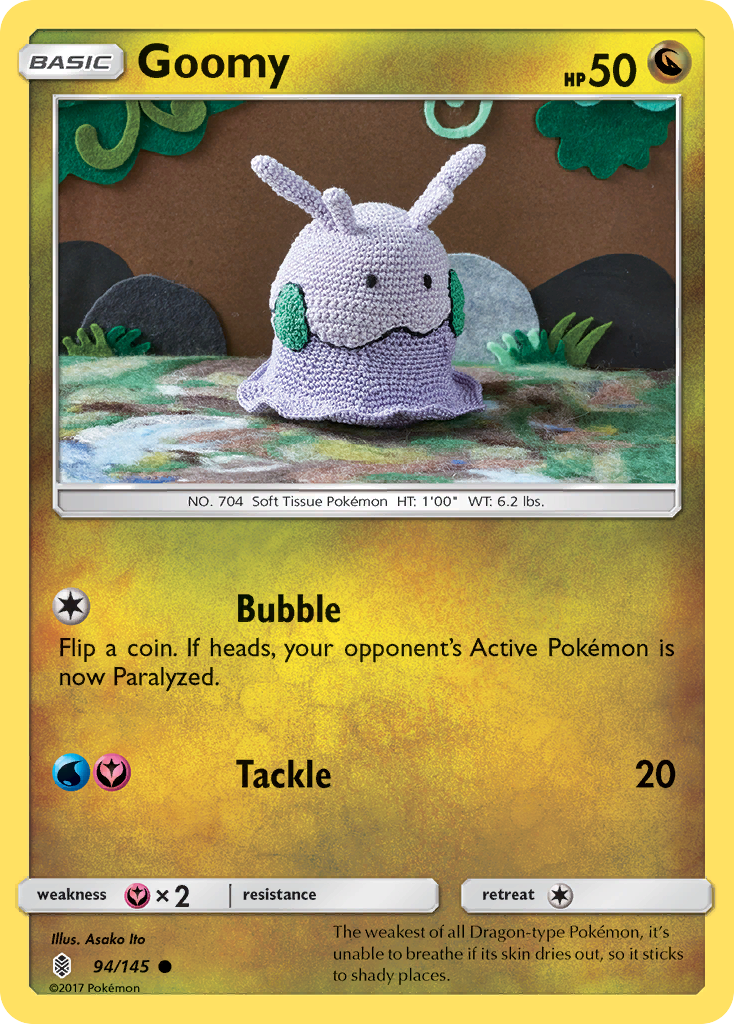 BASIC Goomy HP 50
NO. 704 Soft Tissue Pokémon HT: 1'00" WT: 6.2 lbs.
Bubble
Flip a coin. If heads, your opponent's Active Pokémon is
now Paralyzed.
Tackle 20
weakness × 2 resistance retreat
Illus. Asako Ito
94/145
©2017 Pokémon
The weakest of all Dragon-type Pokémon, it's
unable to breathe if its skin dries out, so it sticks
to shady places.